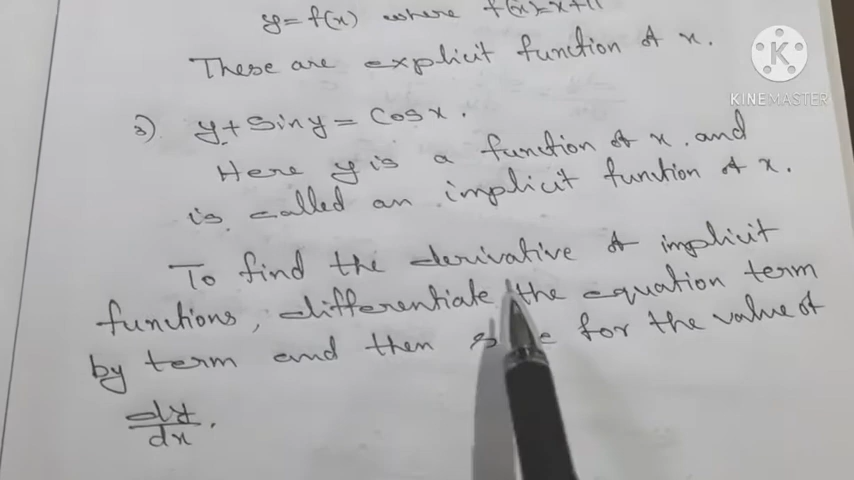 y = f(x) where f(x) = x+11
These are explicit function of x.
KINEMASTER
3) y + Sin y = Cos x.
Here y is a function of x. and
is called an implicit function of x.
To find the derivative of implicit
functions, differentiate the equation term
by term and then for the value of
dy/dx.